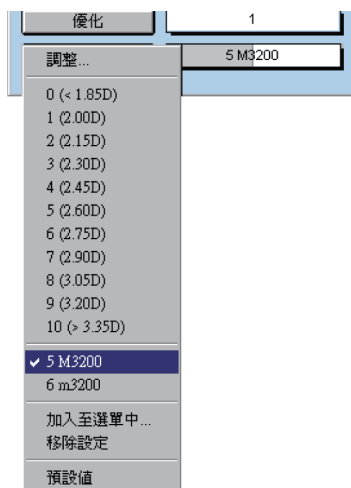 優化
1
5 M3200
調整...
0 (< 1.85D)
1 (2.00D)
2 (2.15D)
3 (2.30D)
4 (2.45D)
5 (2.60D)
6 (2.75D)
7 (2.90D)
8 (3.05D)
9 (3.20D)
10 (> 3.35D)
✔ 5 M3200
6 m3200
加入至選單中...
移除設定
預設值